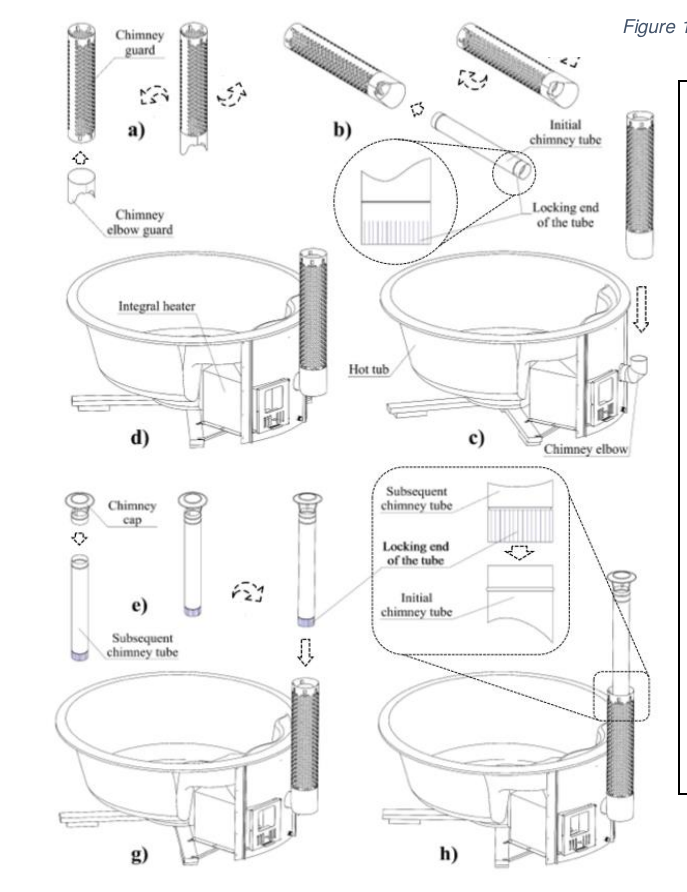 Figure 1
Chimney
guard
a)
Chimney
elbow guard
b)
Initial
chimney tube
Locking end
of the tube
Integral heater
d)
Hot tub
c)
Chimney elbow
Chimney
cap
e)
Subsequent
chimney tube
Subsequent
chimney tube
Locking end
of the tube
Initial
chimney tube
g)
h)